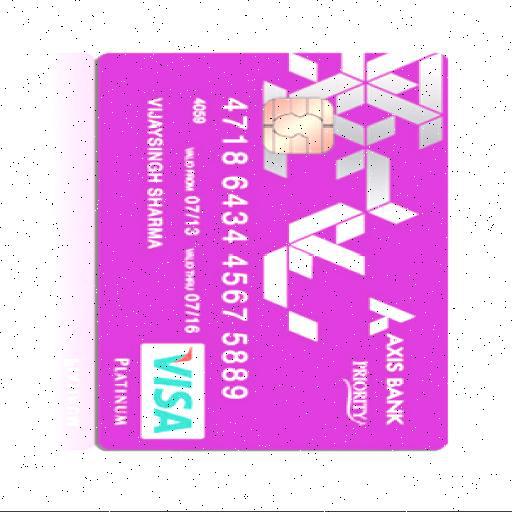 AXIS BANK
PRIORITY
4718 6434 4567 5889
4059
VALID FROM 07/13 VALID THRU 07/16
VIJAYSINGH SHARMA
VISA
PLATINUM